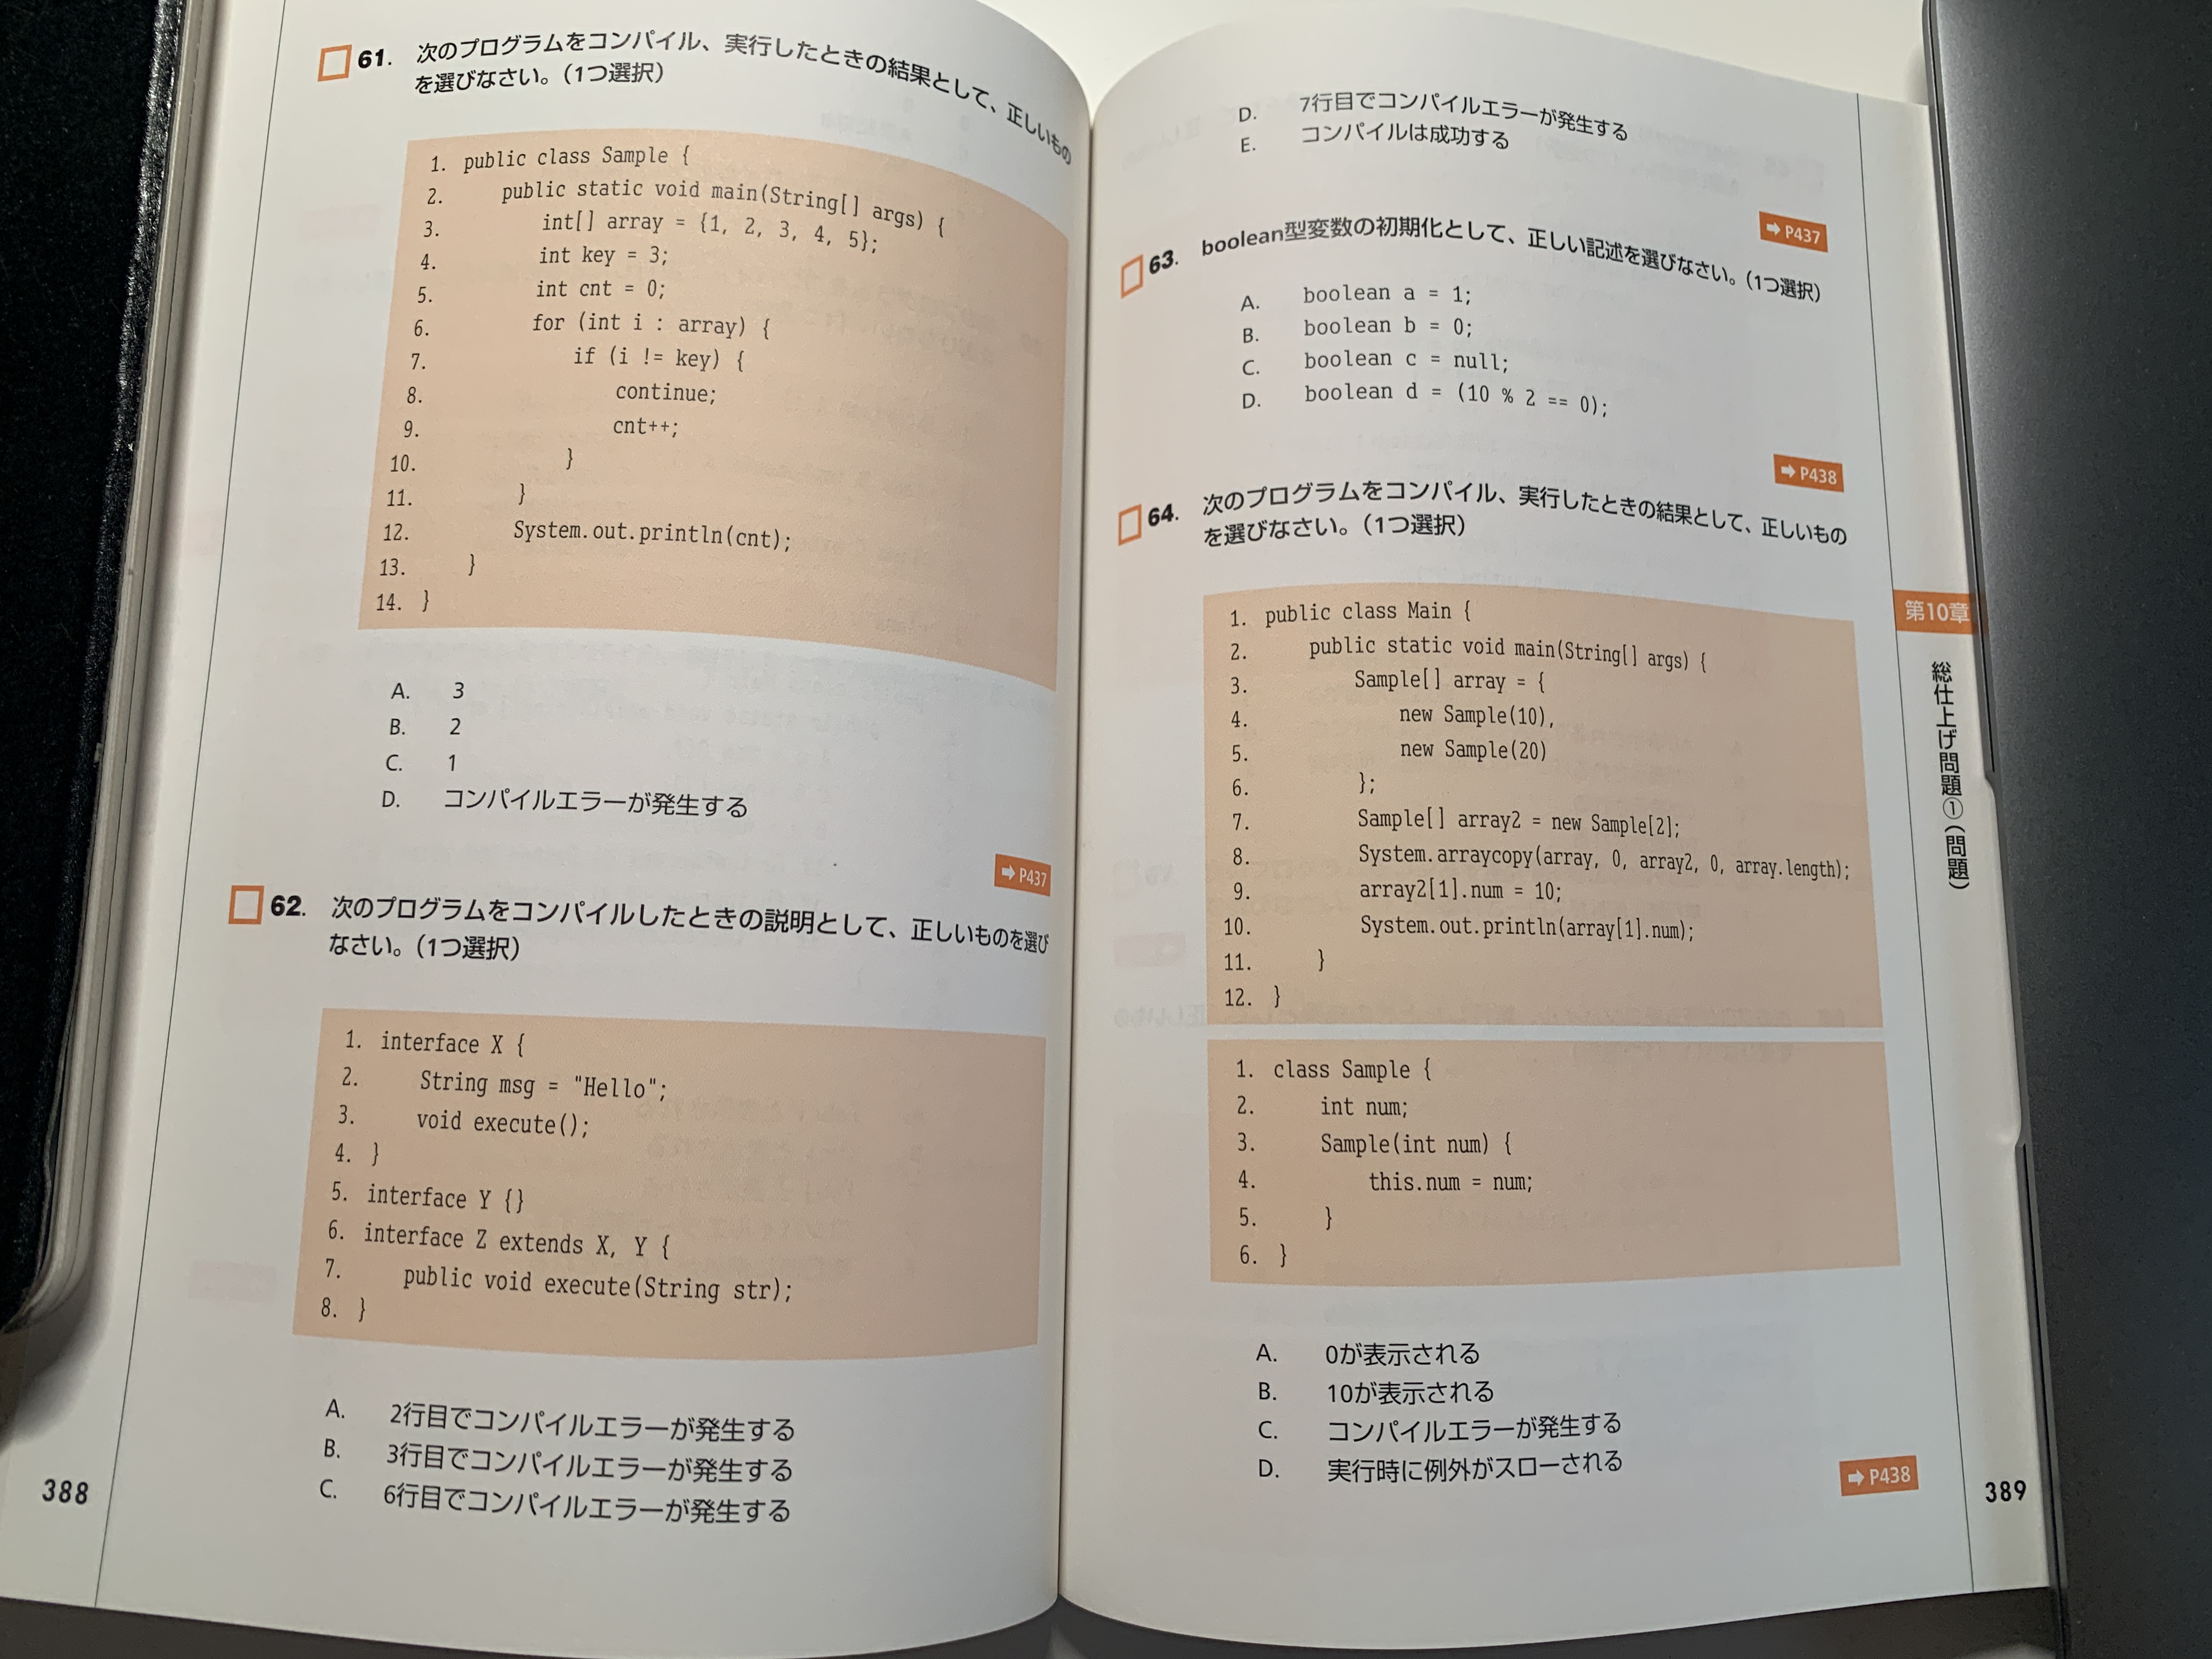 61. 次のプログラムをコンパイル、実行したときの結果として、正しいもの
を選びなさい。（1つ選択）
1. public class Sample {
2. public static void main(String[] args) {
3. int[] array = {1, 2, 3, 4, 5};
4. int key = 3;
5. int cnt = 0;
6. for (int i : array) {
7. if (i != key) {
8. continue;
9. cnt++;
10. }
11. }
12. System.out.println(cnt);
13. }
14. }
A. 3
B. 2
C. 1
D. コンパイルエラーが発生する
➡ P437
62. 次のプログラムをコンパイルしたときの説明として、正しいものを選び
なさい。（1つ選択）
1. interface X {
2. String msg = "Hello";
3. void execute();
4. }
5. interface Y {}
6. interface Z extends X, Y {
7. public void execute(String str);
8. }
A. 2行目でコンパイルエラーが発生する
B. 3行目でコンパイルエラーが発生する
C. 6行目でコンパイルエラーが発生する
388
D. 7行目でコンパイルエラーが発生する
E. コンパイルは成功する
➡ P437
63. boolean型変数の初期化として、正しい記述を選びなさい。（1つ選択）
A. boolean a = 1;
B. boolean b = 0;
C. boolean c = null;
D. boolean d = (10 % 2 == 0);
➡ P438
64. 次のプログラムをコンパイル、実行したときの結果として、正しいもの
を選びなさい。（1つ選択）
1. public class Main {
2. public static void main(String[] args) {
3. Sample[] array = {
4. new Sample(10),
5. new Sample(20)
6. };
7. Sample[] array2 = new Sample[2];
8. System.arraycopy(array, 0, array2, 0, array.length);
9. array2[1].num = 10;
10. System.out.println(array[1].num);
11. }
12. }
1. class Sample {
2. int num;
3. Sample(int num) {
4. this.num = num;
5. }
6. }
A. 0が表示される
B. 10が表示される
C. コンパイルエラーが発生する
D. 実行時に例外がスローされる
➡ P438
第10章
総仕上げ問題①（問題）
389